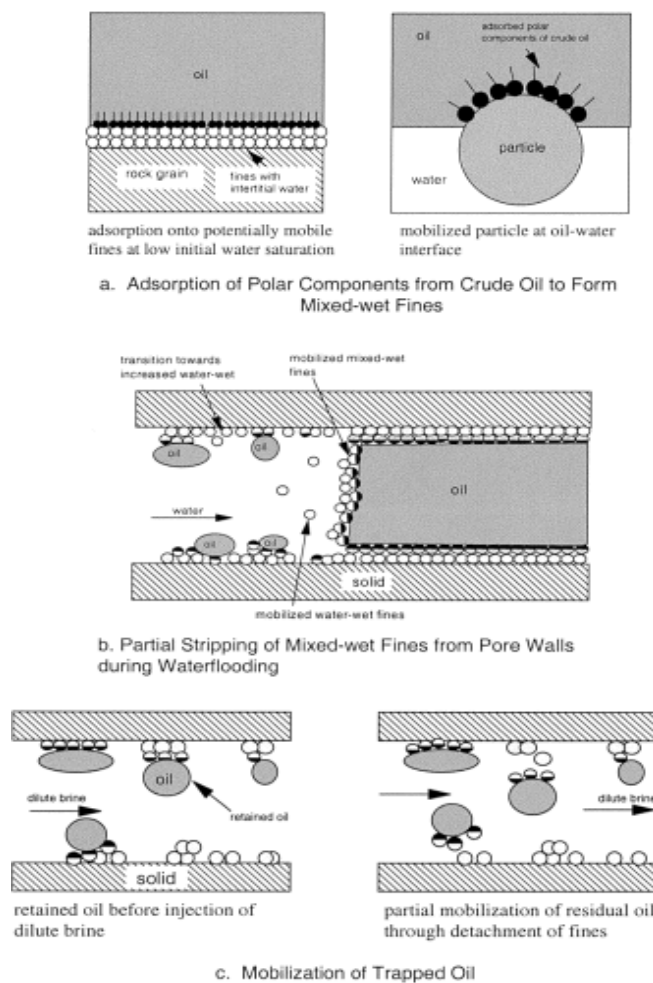 oil
rock grain
fines with
intertitial water
adsorption onto potentially mobile
fines at low initial water saturation
adsorbed polar
components of crude oil
oil
particle
water
mobilized particle at oil-water
interface
a. Adsorption of Polar Components from Crude Oil to Form
Mixed-wet Fines
transition towards
increased water-wet
mobilized mixed-wet
fines
oil
oil
oil
water
oil
oil
solid
mobilized water-wet fines
b. Partial Stripping of Mixed-wet Fines from Pore Walls
during Waterflooding
oil
dilute brine
retained oil
solid
retained oil before injection of
dilute brine
dilute brine
partial mobilization of residual oil
through detachment of fines
c. Mobilization of Trapped Oil